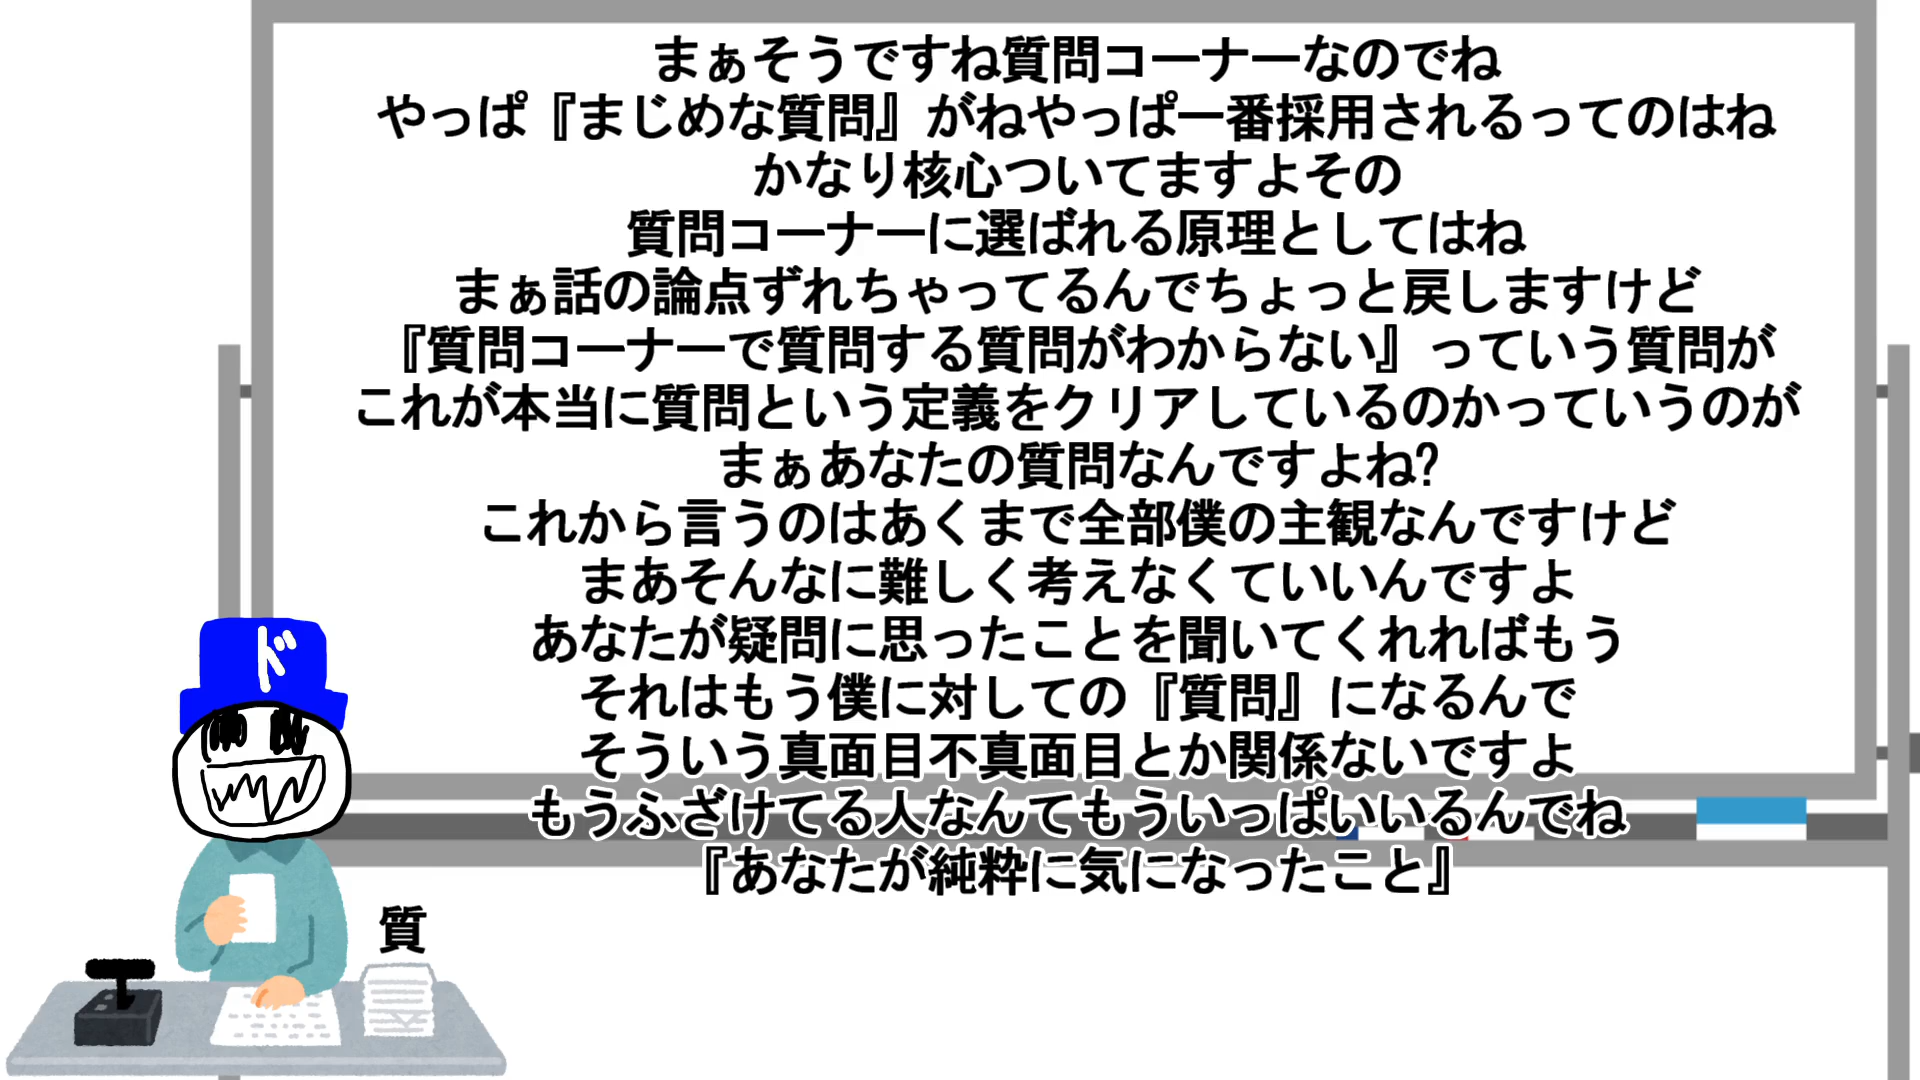 まぁそうですね質問コーナーなのでね
やっぱ『まじめな質問』がねやっぱ一番採用されるってのはね
かなり核心ついてますよその
質問コーナーに選ばれる原理としてはね
まぁ話の論点ずれちゃってるんでちょっと戻しますけど
『質問コーナーで質問する質問がわからない』っていう質問が
これが本当に質問という定義をクリアしているのかっていうのが
まぁあなたの質問なんですよね?
これから言うのはあくまで全部僕の主観なんですけど
まあそんなに難しく考えなくていいんですよ
あなたが疑問に思ったことを聞いてくれればもう
それはもう僕に対しての『質問』になるんで
そういう真面目不真面目とか関係ないですよ
もうふざけてる人なんてもういっぱいいるんでね
『あなたが純粋に気になったこと』
ド
質